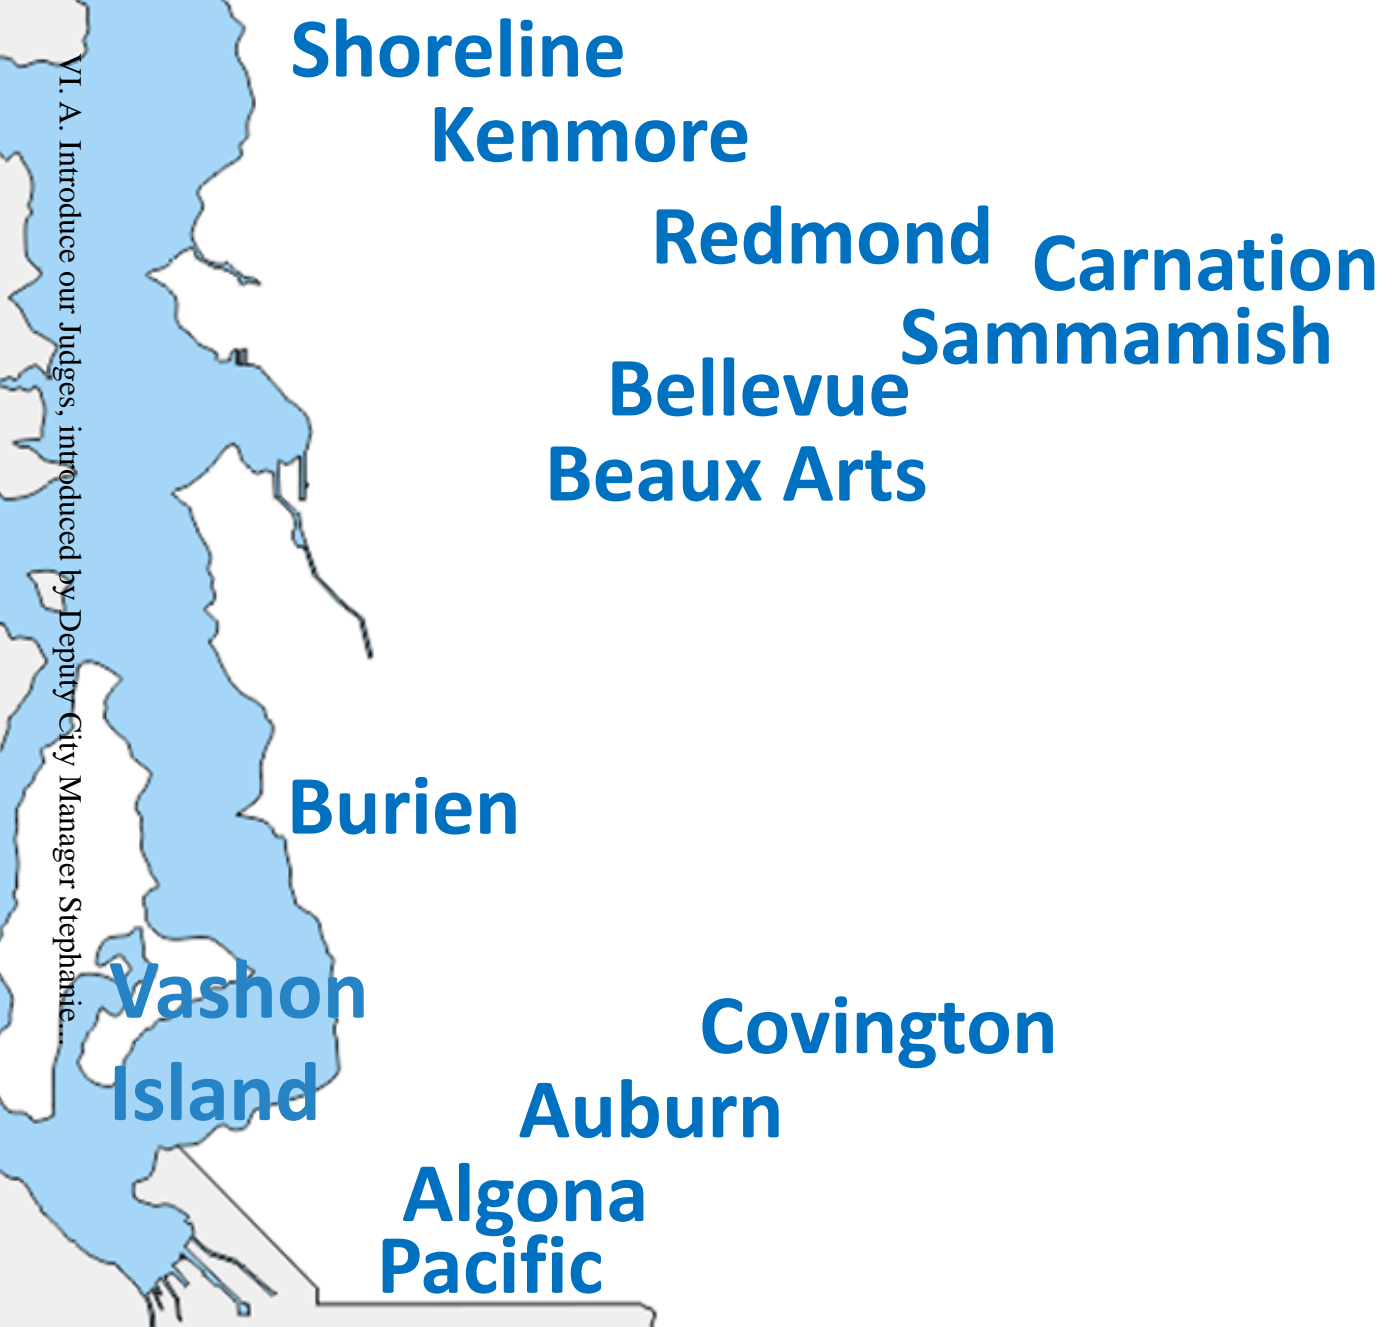 Shoreline
Kenmore
Redmond
Carnation
Sammamish
Bellevue
Beaux Arts
Burien
Vashon
Island
Covington
Auburn
Algona
Pacific
VI. A. Introduce our Judges, introduced by Deputy City Manager Stephanie...